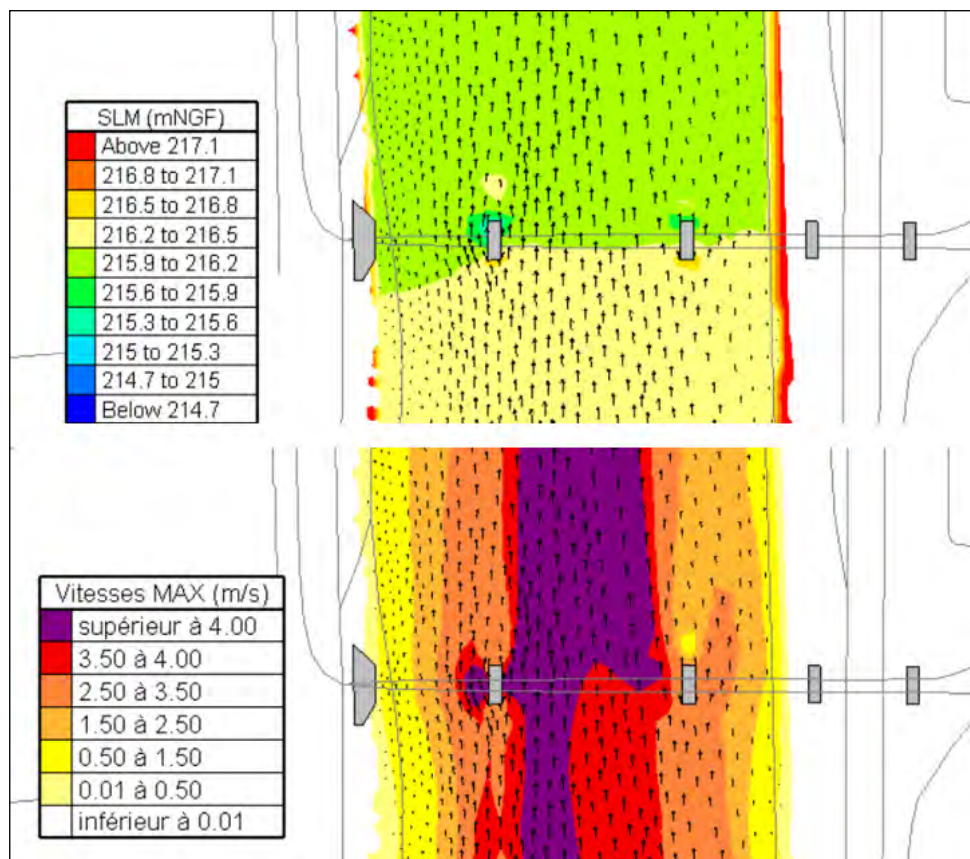 SLM (mNGF)
Above 217.1
216.8 to 217.1
216.5 to 216.8
216.2 to 216.5
215.9 to 216.2
215.6 to 215.9
215.3 to 215.6
215 to 215.3
214.7 to 215
Below 214.7
Vitesses MAX (m/s)
supérieur à 4.00
3.50 à 4.00
2.50 à 3.50
1.50 à 2.50
0.50 à 1.50
0.01 à 0.50
inférieur à 0.01